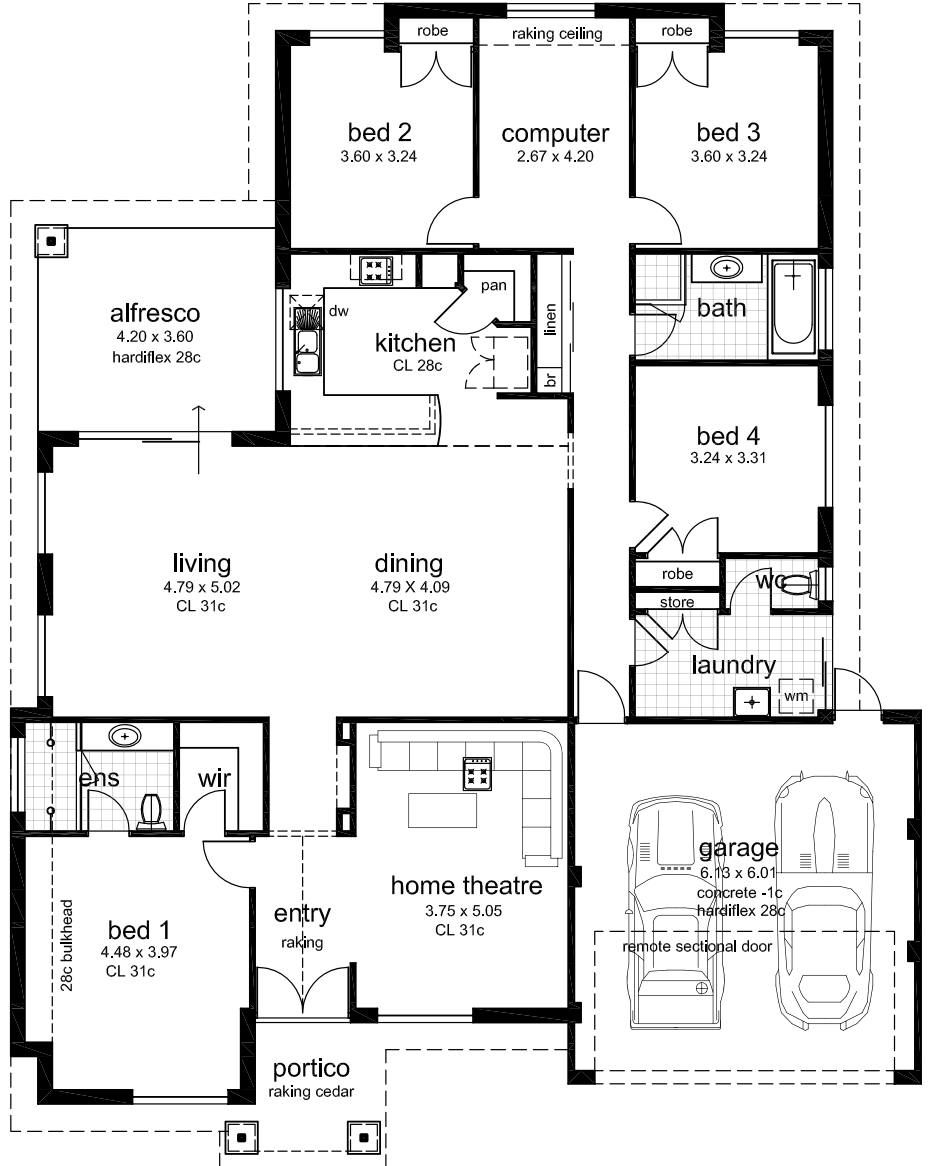 robe
raking ceiling
robe
bed 2
3.60 x 3.24
computer
2.67 x 4.20
bed 3
3.60 x 3.24
alfresco
4.20 x 3.60
hardiflex 28c
dw
kitchen
CL 28c
pan
linen
br
bath
bed 4
3.24 x 3.31
living
4.79 x 5.02
CL 31c
dining
4.79 X 4.09
CL 31c
robe
wc
store
laundry
wm
ens
wir
garage
6.13 x 6.01
concrete -1c
hardiflex 28c
remote sectional door
home theatre
3.75 x 5.05
CL 31c
entry
raking
bed 1
4.48 x 3.97
CL 31c
28c bulkhead
portico
raking cedar